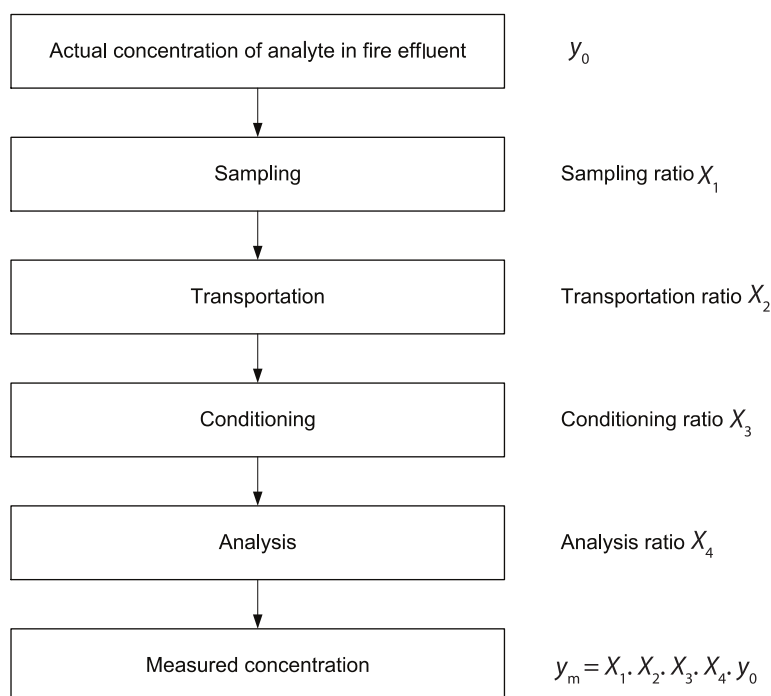 Actual concentration of analyte in fire effluent y₀
Sampling Sampling ratio X₁
Transportation Transportation ratio X₂
Conditioning Conditioning ratio X₃
Analysis Analysis ratio X₄
Measured concentration yₘ = X₁. X₂. X₃. X₄. y₀